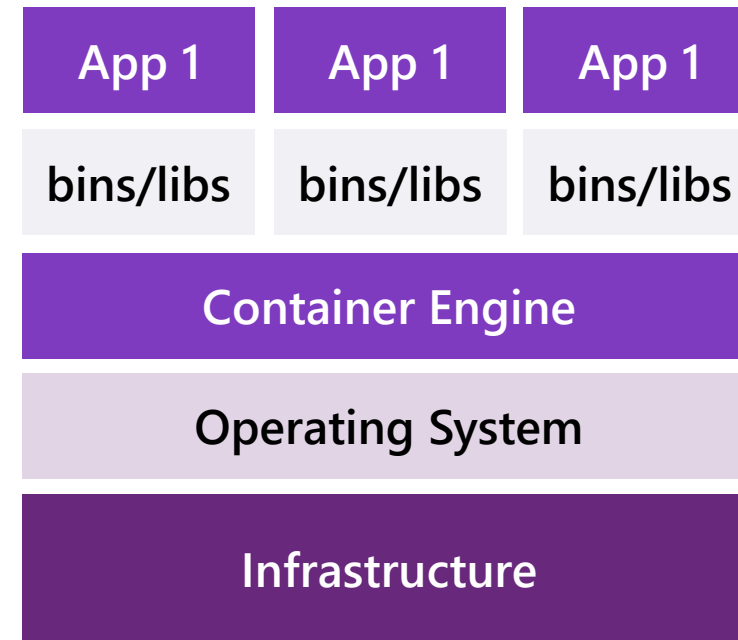 App 1 App 1 App 1
bins/libs bins/libs bins/libs
Container Engine
Operating System
Infrastructure